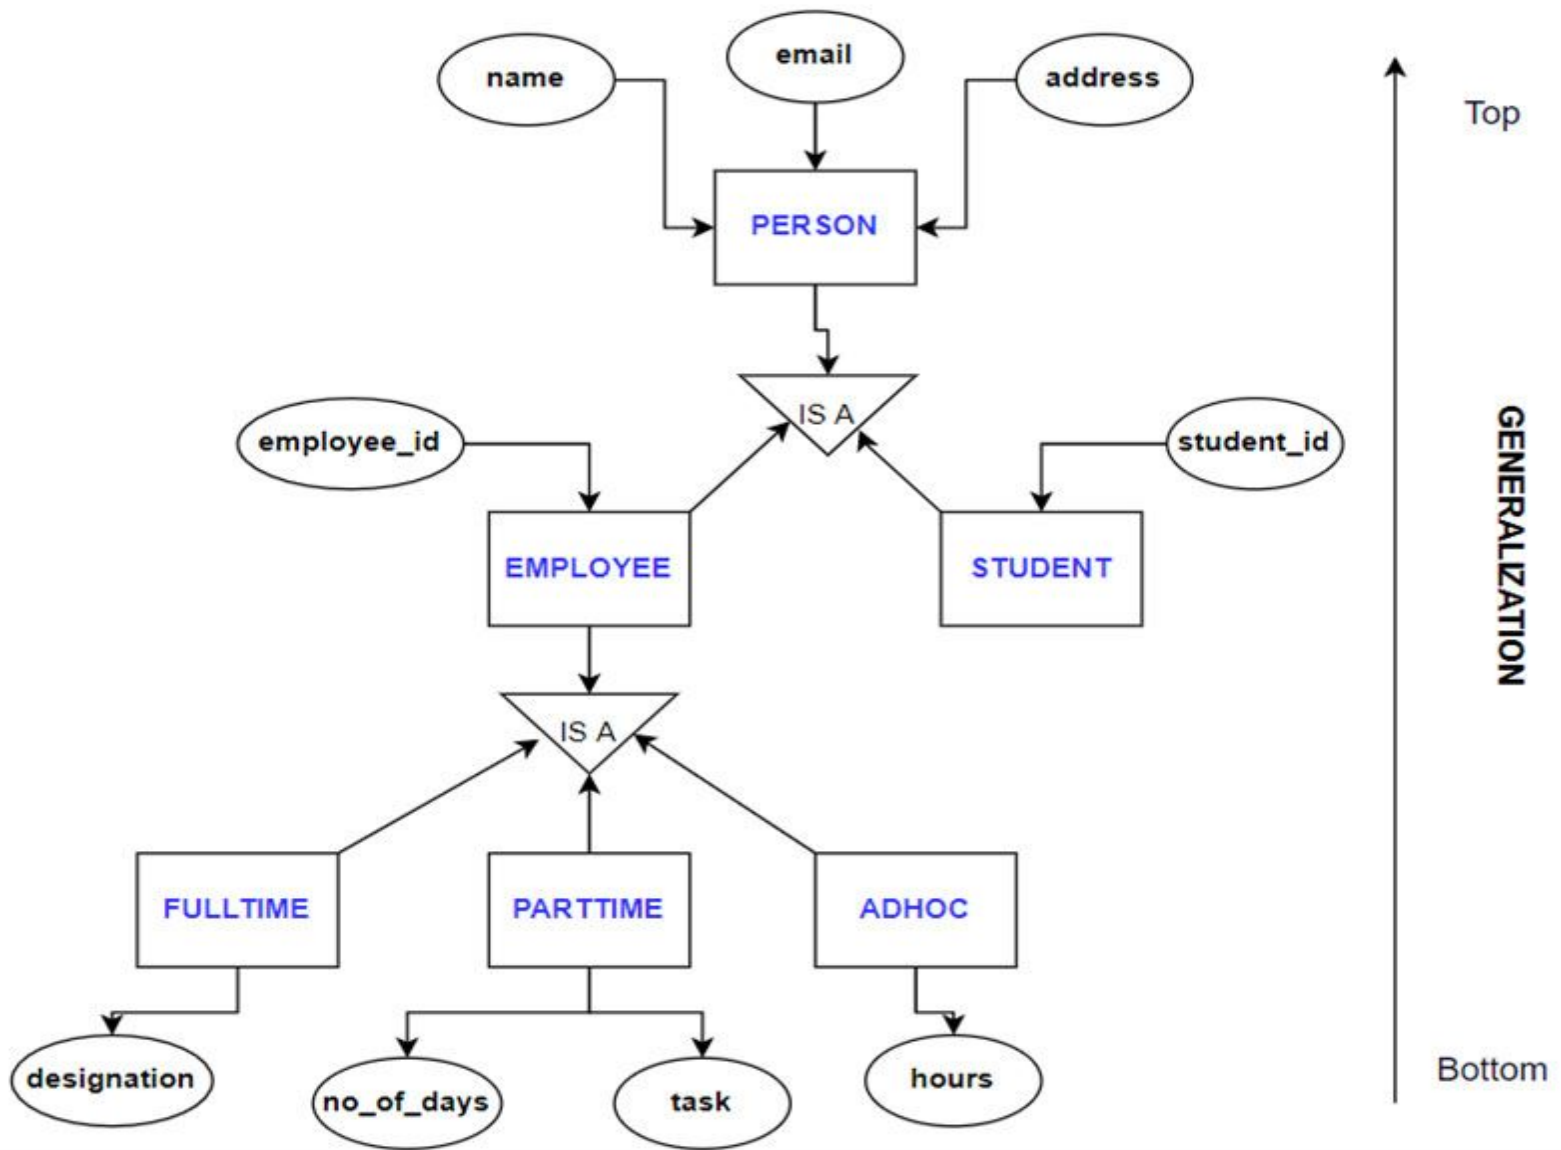 name
email
address
Top
PERSON
IS A
employee_id
student_id
GENERALIZATION
EMPLOYEE
STUDENT
IS A
FULLTIME
PARTTIME
ADHOC
designation
no_of_days
task
hours
Bottom